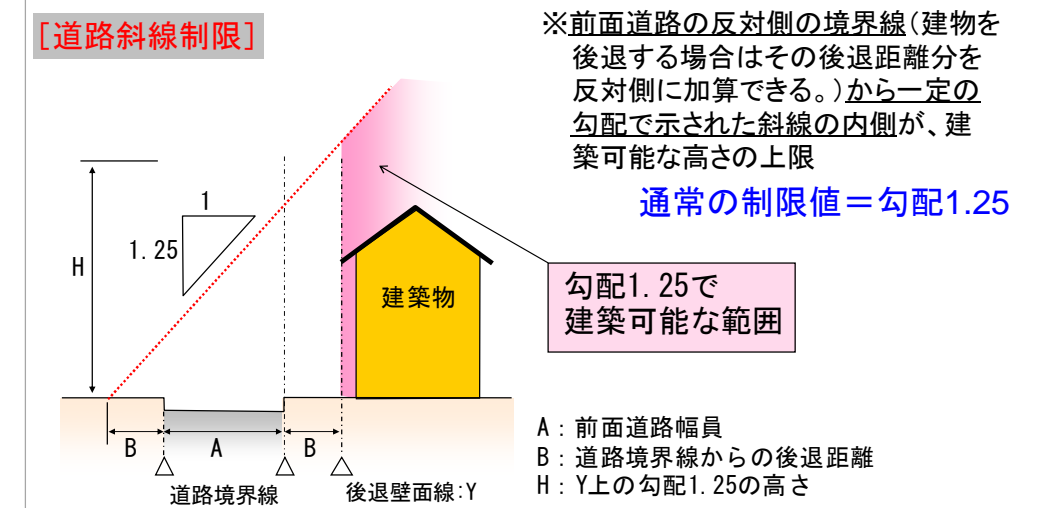 [道路斜線制限]
※前面道路の反対側の境界線(建物を
後退する場合はその後退距離分を
反対側に加算できる。)から一定の
勾配で示された斜線の内側が、建
築可能な高さの上限
通常の制限値＝勾配1.25
1
1.25
H
建築物
勾配1.25で
建築可能な範囲
B
A
B
道路境界線
後退壁面線:Y
A：前面道路幅員
B：道路境界線からの後退距離
H：Y上の勾配1.25の高さ